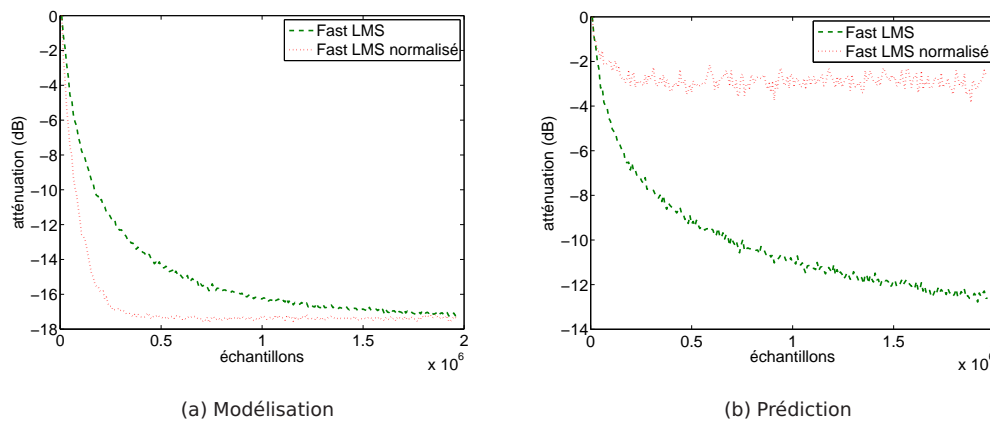 0
−2
−4
−6
−8
−10
−12
−14
−16
−18
atténuation (dB)
Fast LMS
Fast LMS normalisé
0
0.5
1
1.5
2
échantillons
x 10⁶
(a) Modélisation
0
−2
−4
−6
−8
−10
−12
−14
atténuation (dB)
Fast LMS
Fast LMS normalisé
0
0.5
1
1.5
échantillons
x 10⁶
(b) Prédiction